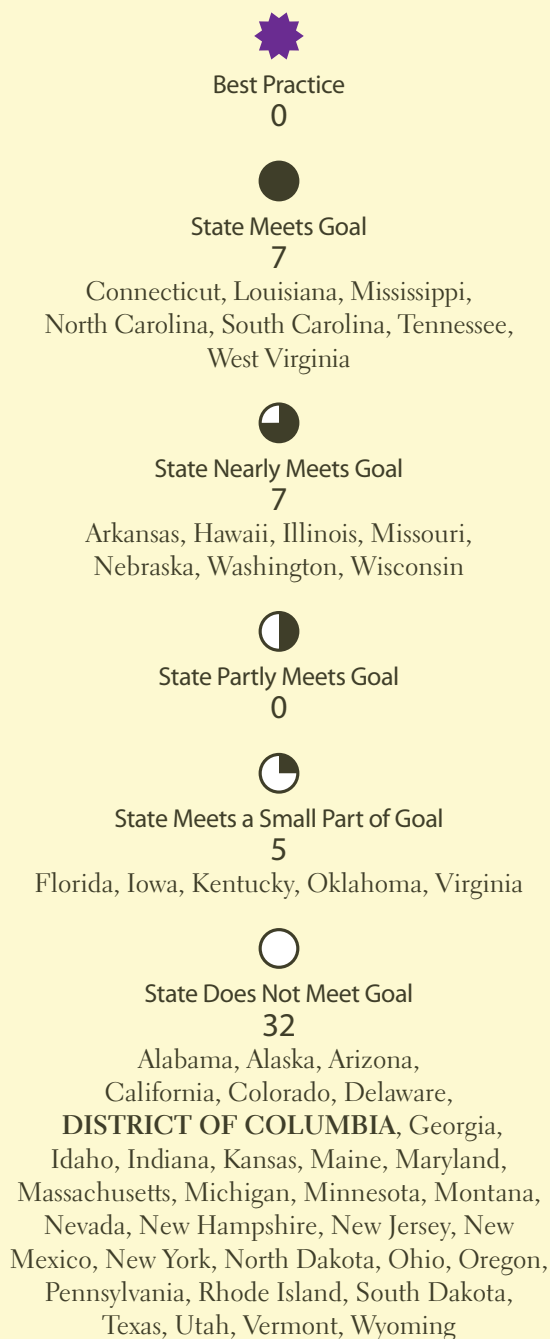 Best Practice
0
State Meets Goal
7
Connecticut, Louisiana, Mississippi,
North Carolina, South Carolina, Tennessee,
West Virginia
State Nearly Meets Goal
7
Arkansas, Hawaii, Illinois, Missouri,
Nebraska, Washington, Wisconsin
State Partly Meets Goal
0
State Meets a Small Part of Goal
5
Florida, Iowa, Kentucky, Oklahoma, Virginia
State Does Not Meet Goal
32
Alabama, Alaska, Arizona,
California, Colorado, Delaware,
DISTRICT OF COLUMBIA, Georgia,
Idaho, Indiana, Kansas, Maine, Maryland,
Massachusetts, Michigan, Minnesota, Montana,
Nevada, New Hampshire, New Jersey, New
Mexico, New York, North Dakota, Ohio, Oregon,
Pennsylvania, Rhode Island, South Dakota,
Texas, Utah, Vermont, Wyoming